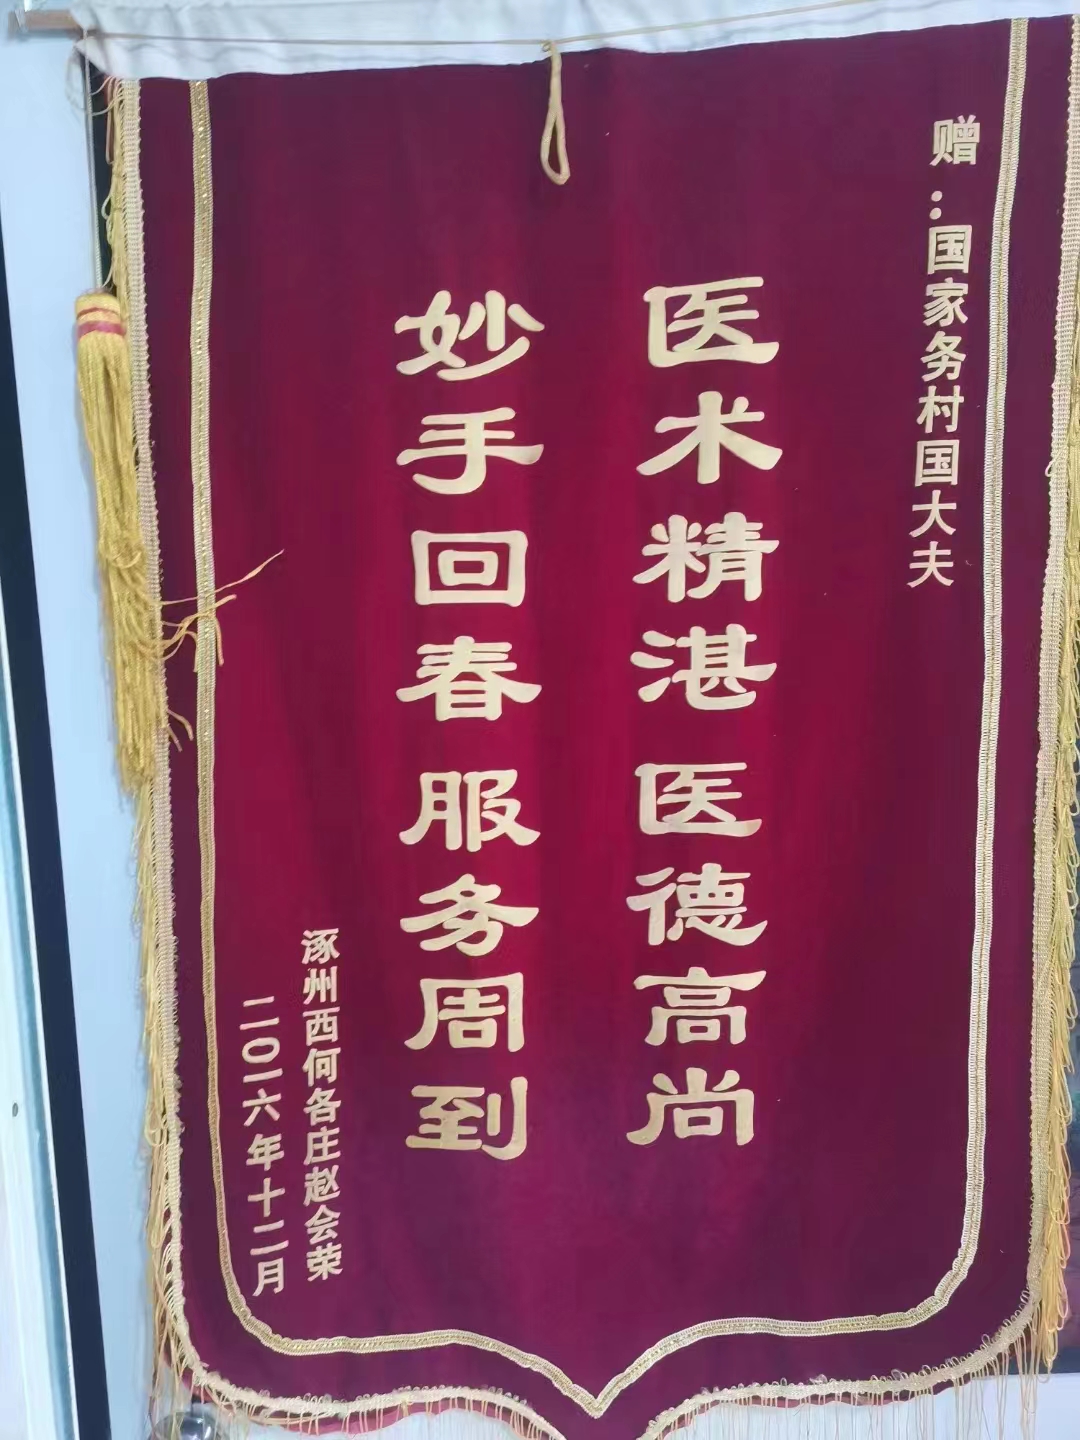 赠:国家务村国大夫
医术精湛医德高尚
妙手回春服务周到
涿州西何各庄赵会荣
二〇一六年十二月